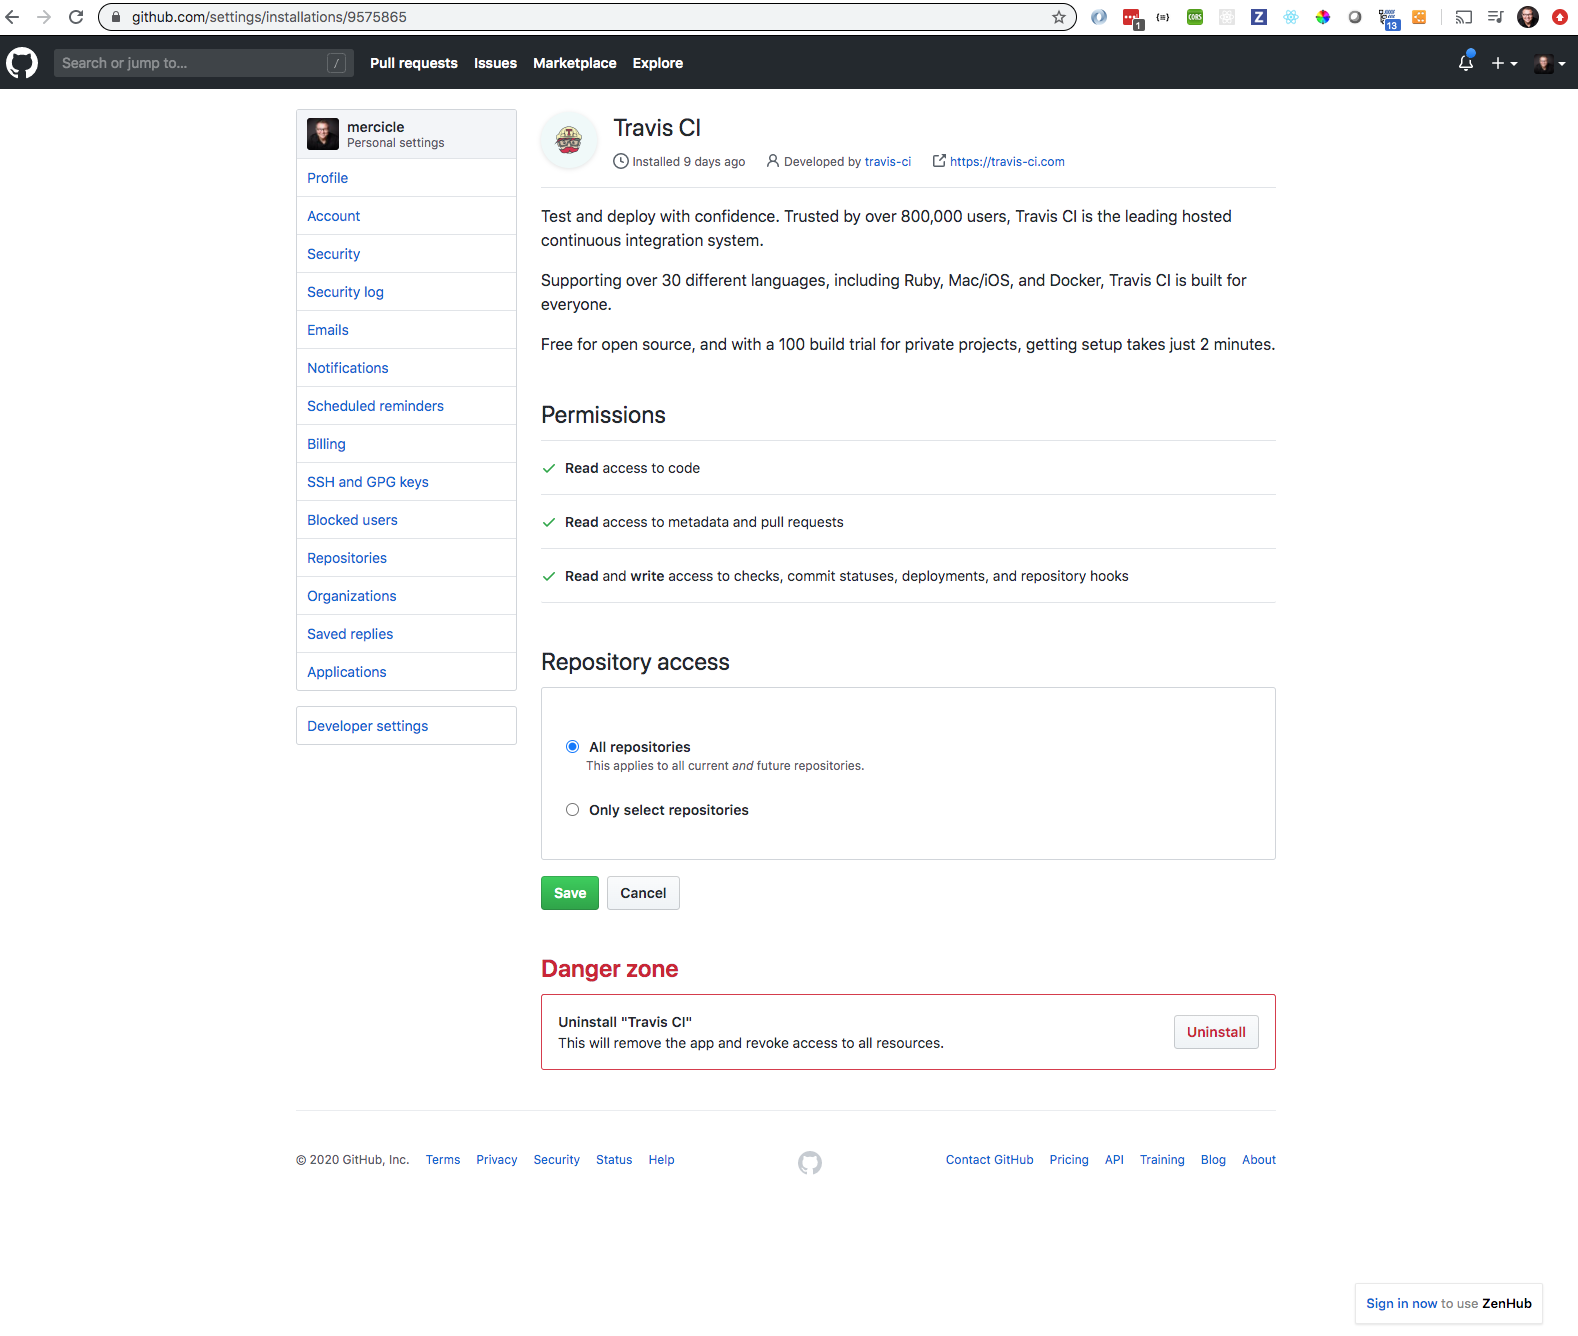 github.com/settings/installations/9575865
1
{≡}
CORS
Z
13
Search or jump to...
/
Pull requests
Issues
Marketplace
Explore
mercicle
Personal settings
Profile
Account
Security
Security log
Emails
Notifications
Scheduled reminders
Billing
SSH and GPG keys
Blocked users
Repositories
Organizations
Saved replies
Applications
Developer settings
Travis CI
Installed 9 days ago
Developed by travis-ci
https://travis-ci.com
Test and deploy with confidence. Trusted by over 800,000 users, Travis CI is the leading hosted
continuous integration system.
Supporting over 30 different languages, including Ruby, Mac/iOS, and Docker, Travis CI is built for
everyone.
Free for open source, and with a 100 build trial for private projects, getting setup takes just 2 minutes.
Permissions
Read access to code
Read access to metadata and pull requests
Read and write access to checks, commit statuses, deployments, and repository hooks
Repository access
All repositories
This applies to all current and future repositories.
Only select repositories
Save
Cancel
Danger zone
Uninstall "Travis CI"
This will remove the app and revoke access to all resources.
Uninstall
© 2020 GitHub, Inc.
Terms
Privacy
Security
Status
Help
Contact GitHub
Pricing
API
Training
Blog
About
Sign in now to use ZenHub